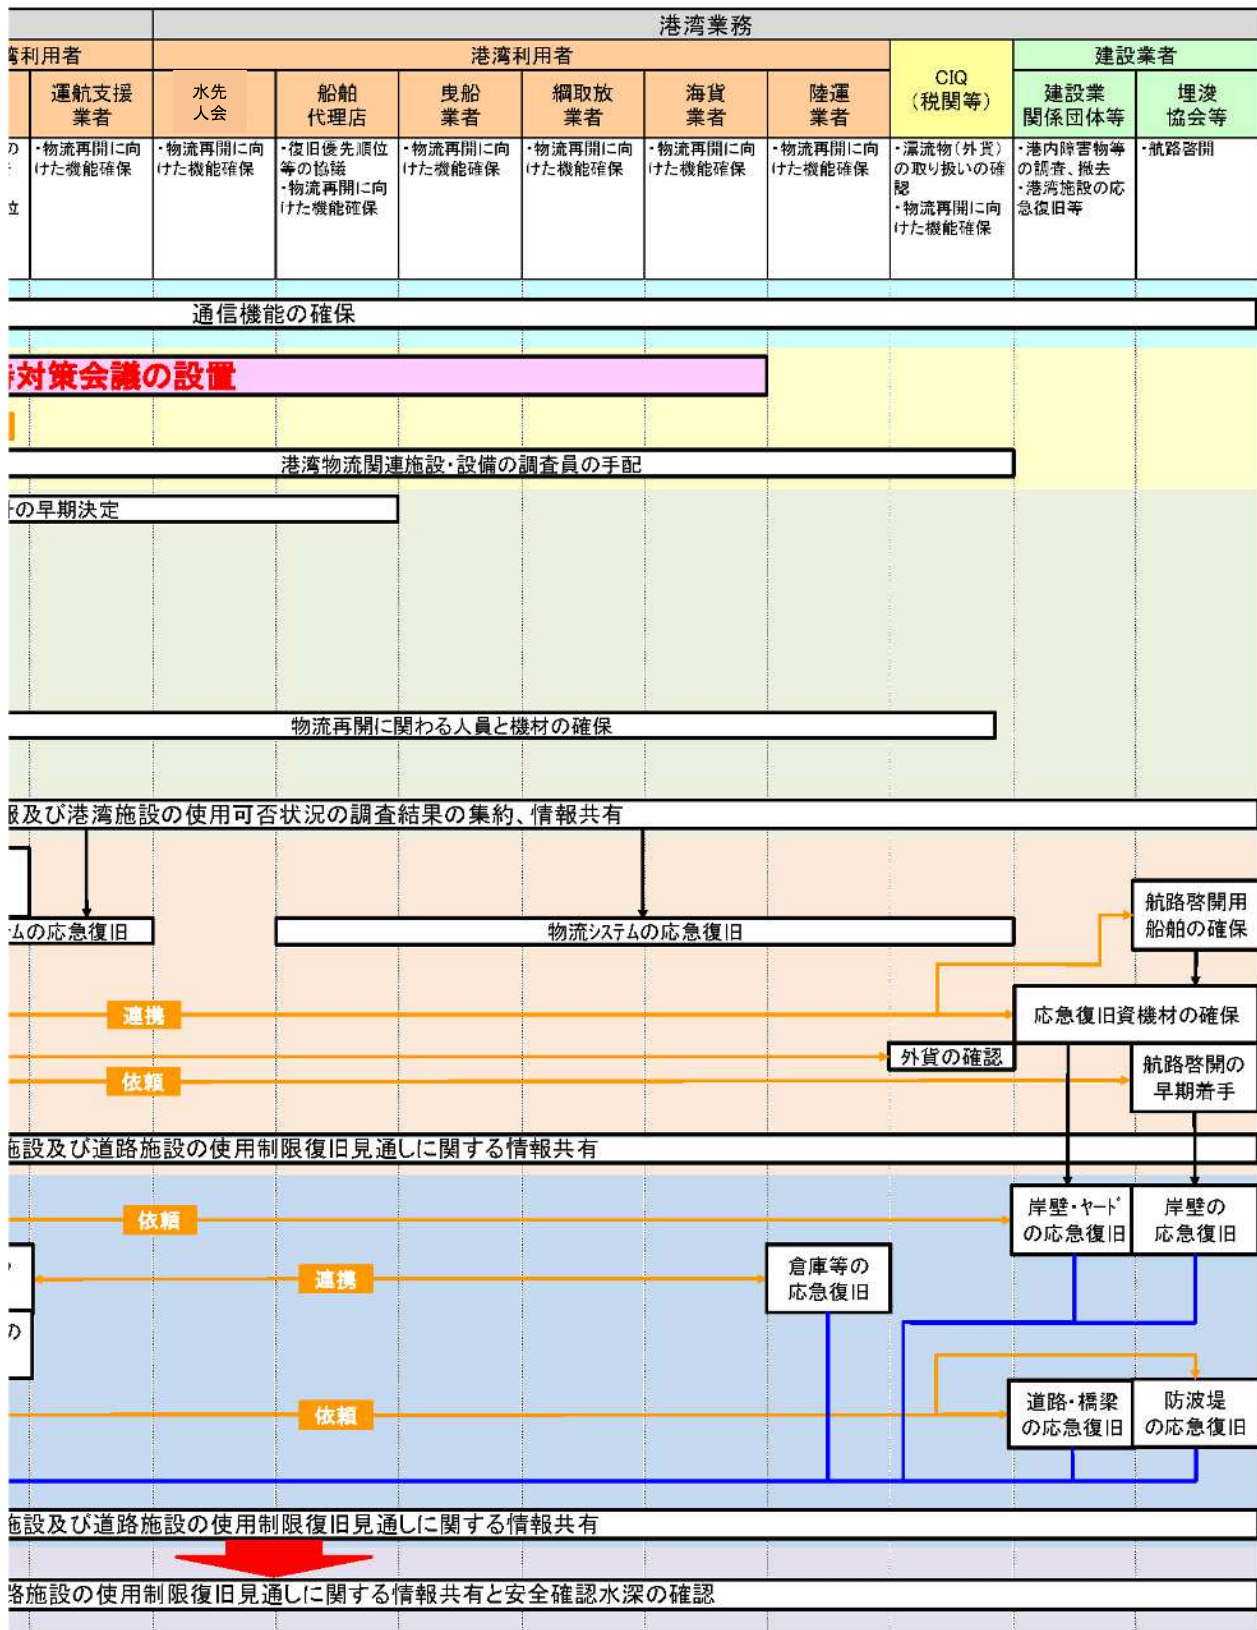 港湾業務
湾利用者
港湾利用者
CIQ
(税関等)
建設業者
運航支援
業者
水先
人会
船舶
代理店
曳船
業者
綱取放
業者
海貨
業者
陸運
業者
建設業
関係団体等
埋浚
協会等
の
位
・物流再開に向
けた機能確保
・物流再開に向
けた機能確保
・復旧優先順位
等の協議
・物流再開に向
けた機能確保
・物流再開に向
けた機能確保
・物流再開に向
けた機能確保
・物流再開に向
けた機能確保
・物流再開に向
けた機能確保
・漂流物(外貨)
の取り扱いの確
認
・物流再開に向
けた機能確保
・港内障害物等
の調査、撤去
・港湾施設の応
急復旧等
・航路啓開
通信機能の確保
時対策会議の設置
港湾物流関連施設・設備の調査員の手配
の早期決定
物流再開に関わる人員と機材の確保
報及び港湾施設の使用可否状況の調査結果の集約、情報共有
ムの応急復旧
物流システムの応急復旧
航路啓開用
船舶の確保
連携
応急復旧資機材の確保
外貨の確認
依頼
航路啓開の
早期着手
施設及び道路施設の使用制限復旧見通しに関する情報共有
依頼
岸壁・ヤード
の応急復旧
岸壁の
応急復旧
連携
倉庫等の
応急復旧
の
依頼
道路・橋梁
の応急復旧
防波堤
の応急復旧
施設及び道路施設の使用制限復旧見通しに関する情報共有
路施設の使用制限復旧見通しに関する情報共有と安全確認水深の確認